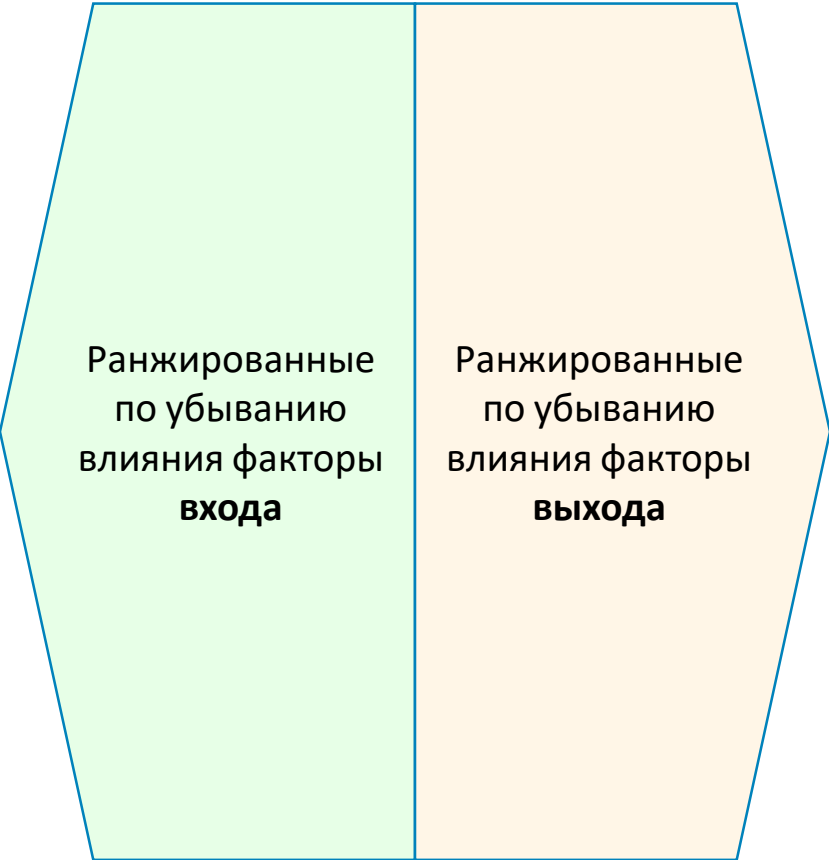 Ранжированные
по убыванию
влияния факторы
входа
Ранжированные
по убыванию
влияния факторы
выхода